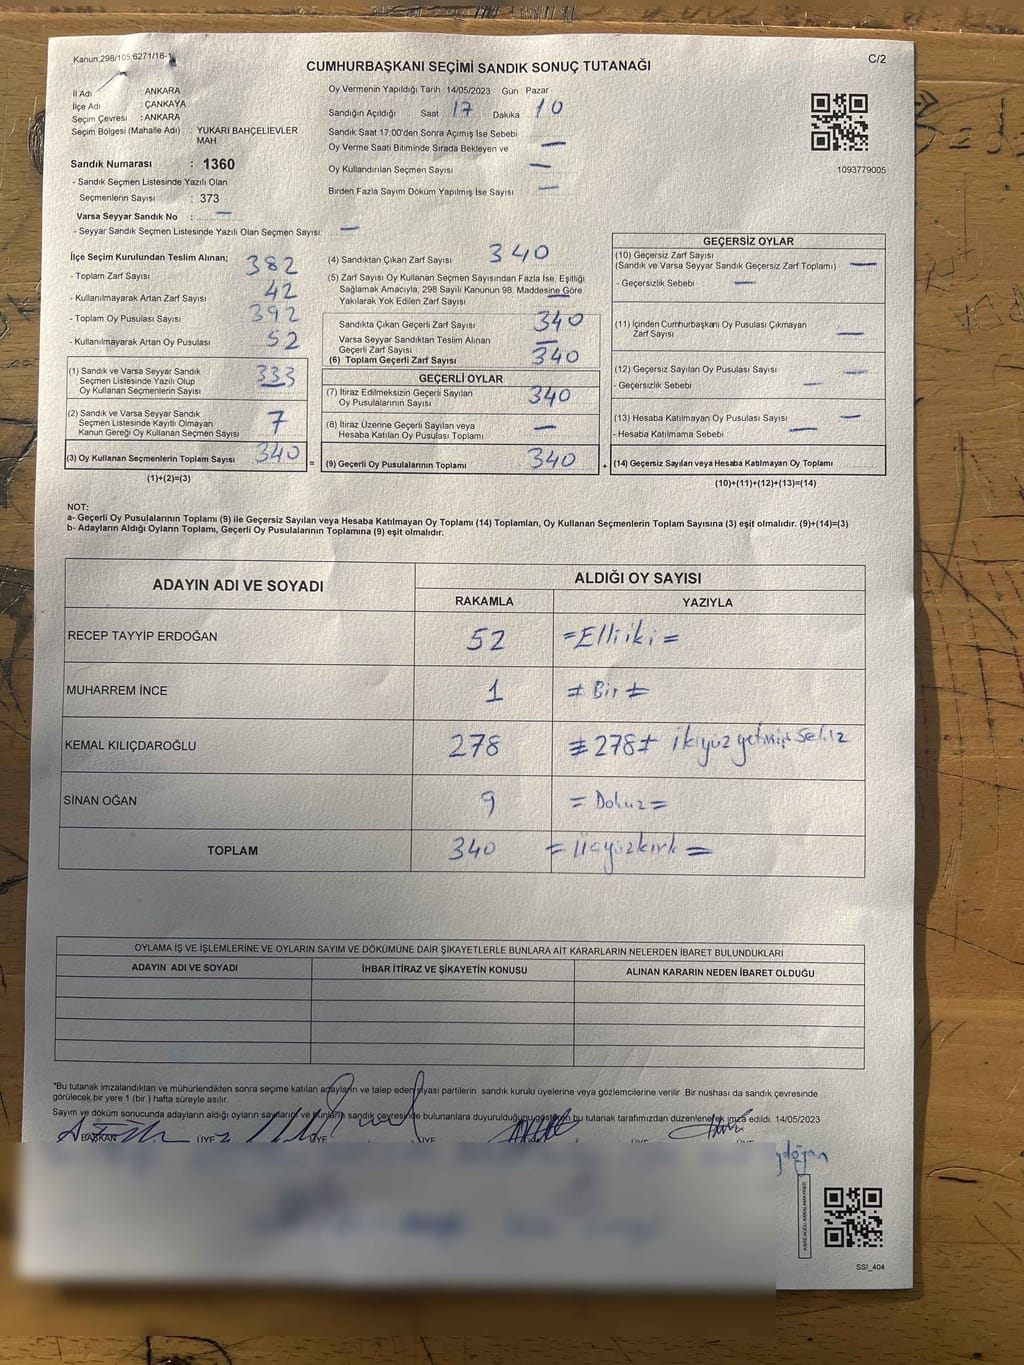 Kanun:298/105,6271/18-1
C/2
CUMHURBAŞKANI SEÇİMİ SANDIK SONUÇ TUTANAĞI
İl Adı : ANKARA
İlçe Adı : ÇANKAYA
Seçim Çevresi : ANKARA
Seçim Bölgesi (Mahalle Adı) : YUKARI BAHÇELİEVLER
MAH
Sandık Numarası : 1360
- Sandık Seçmen Listesinde Yazılı Olan
Seçmenlerin Sayısı : 373
Varsa Seyyar Sandık No : —
- Seyyar Sandık Seçmen Listesinde Yazılı Olan Seçmen Sayısı: —
Oy Vermenin Yapıldığı Tarih : 14/05/2023 Gün Pazar
Sandığın Açıldığı Saat 17 Dakika 10
Sandık Saat 17:00'den Sonra Açımış İse Sebebi
Oy Verme Saati Bitiminde Sırada Bekleyen ve —
Oy Kullandırılan Seçmen Sayısı —
Birden Fazla Sayım Döküm Yapılmış İse Sayısı : —
1093779005
İlçe Seçim Kurulundan Teslim Alınan;
- Toplam Zarf Sayısı 382
- Kullanılmayarak Artan Zarf Sayısı 42
- Toplam Oy Pusulası Sayısı 392
- Kullanılmayarak Artan Oy Pusulası 52
(1) Sandık ve Varsa Seyyar Sandık
Seçmen Listesinde Yazılı Olup
Oy Kullanan Seçmenlerin Sayısı 333
(2) Sandık ve Varsa Seyyar Sandık
Seçmen Listesinde Kayıtlı Olmayan
Kanun Gereği Oy Kullanan Seçmen Sayısı 7
(3) Oy Kullanan Seçmenlerin Toplam Sayısı 340
(1)+(2)=(3)
(4) Sandıktan Çıkan Zarf Sayısı 340
(5) Zarf Sayısı Oy Kullanan Seçmen Sayısından Fazla İse, Eşitliği
Sağlamak Amacıyla, 298 Sayılı Kanunun 98. Maddesine Göre
Yakılarak Yok Edilen Zarf Sayısı —
Sandıkta Çıkan Geçerli Zarf Sayısı 340
Varsa Seyyar Sandıktan Teslim Alınan
Geçerli Zarf Sayısı —
(6) Toplam Geçerli Zarf Sayısı 340
GEÇERLİ OYLAR
(7) İtiraz Edilmeksizin Geçerli Sayılan
Oy Pusulalarının Sayısı 340
(8) İtiraz Üzerine Geçerli Sayılan veya
Hesaba Katılan Oy Pusulası Toplamı —
= (9) Geçerli Oy Pusulalarının Toplamı 340
GEÇERSİZ OYLAR
(10) Geçersiz Zarf Sayısı
(Sandık ve Varsa Seyyar Sandık Geçersiz Zarf Toplamı) —
- Geçersizlik Sebebi —
(11) İçinden Cumhurbaşkanı Oy Pusulası Çıkmayan
Zarf Sayısı —
(12) Geçersiz Sayılan Oy Pusulası Sayısı —
- Geçersizlik Sebebi —
(13) Hesaba Katılmayan Oy Pusulası Sayısı —
- Hesaba Katılmama Sebebi —
+ (14) Geçersiz Sayılan veya Hesaba Katılmayan Oy Toplamı
(10)+(11)+(12)+(13)=(14)
NOT:
a- Geçerli Oy Pusulalarının Toplamı (9) ile Geçersiz Sayılan veya Hesaba Katılmayan Oy Toplamı (14) Toplamları, Oy Kullanan Seçmenlerin Toplam Sayısına (3) eşit olmalıdır. (9)+(14)=(3)
b- Adayların Aldığı Oyların Toplamı, Geçerli Oy Pusulalarının Toplamına (9) eşit olmalıdır.
ADAYIN ADI VE SOYADI
ALDIĞI OY SAYISI
RAKAMLA YAZIYLA
RECEP TAYYİP ERDOĞAN 52 =Elliiki=
MUHARREM İNCE 1 = Bir =
KEMAL KILIÇDAROĞLU 278 =278= ikiyüzyetmişsekiz
SİNAN OĞAN 9 = Dokuz=
TOPLAM 340 = üçyüzkırk =
OYLAMA İŞ VE İŞLEMLERİNE VE OYLARIN SAYIM VE DÖKÜMÜNE DAİR ŞİKAYETLERLE BUNLARA AİT KARARLARIN NELERDEN İBARET BULUNDUKLARI
ADAYIN ADI VE SOYADI İHBAR İTİRAZ VE ŞİKAYETİN KONUSU ALINAN KARARIN NEDEN İBARET OLDUĞU
*Bu tutanak imzalandıktan ve mühürlendikten sonra seçime katılan adayların ve talep eden siyasi partilerin sandık kurulu üyelerine veya gözlemcilerine verilir. Bir nüshası da sandık çevresinde
görülecek bir yere 1 (bir) hafta süreyle asılır.
Sayım ve döküm sonucunda adayların aldığı oyların sayılarını ve bunların sandık çevresinde bulunanlara duyurulduğunu gösteren bu tutanak tarafımızdan düzenlenerek imza edildi. 14/05/2023
BAŞKAN ÜYE ÜYE ÜYE ÜYE ÜYE
SSI_404